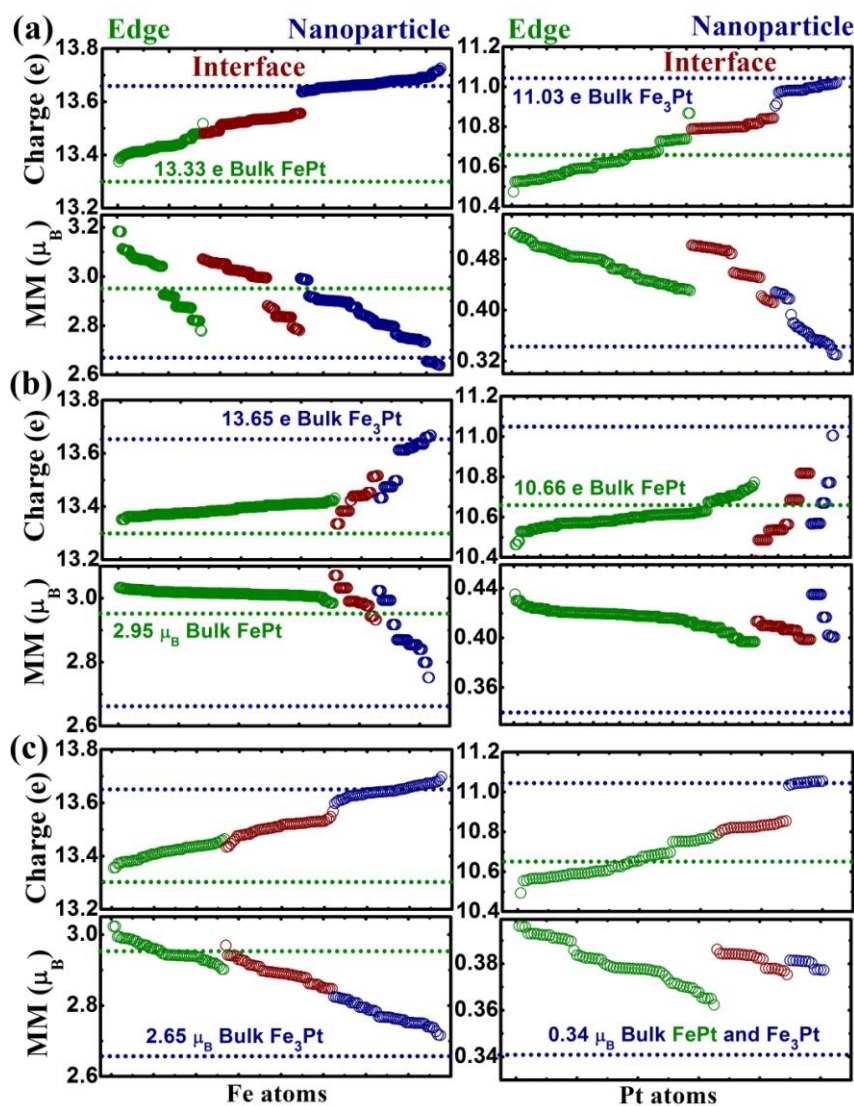 (a) Edge Nanoparticle Edge Nanoparticle
Interface Interface
Charge (e)
13.8
13.6
13.4
13.2
13.33 e Bulk FePt
11.2
11.0
10.8
10.6
10.4
11.03 e Bulk Fe₃Pt
MM (μ_B)
3.2
3.0
2.8
2.6
0.48
0.40
0.32
(b)
Charge (e)
13.8
13.6
13.4
13.2
13.65 e Bulk Fe₃Pt
11.2
11.0
10.8
10.6
10.4
10.66 e Bulk FePt
MM (μ_B)
3.0
2.8
2.6
2.95 μ_B Bulk FePt
0.44
0.40
0.36
(c)
Charge (e)
13.8
13.6
13.4
13.2
11.2
11.0
10.8
10.6
10.4
MM (μ_B)
3.0
2.8
2.6
2.65 μ_B Bulk Fe₃Pt
0.38
0.36
0.34
0.34 μ_B Bulk FePt and Fe₃Pt
Fe atoms Pt atoms